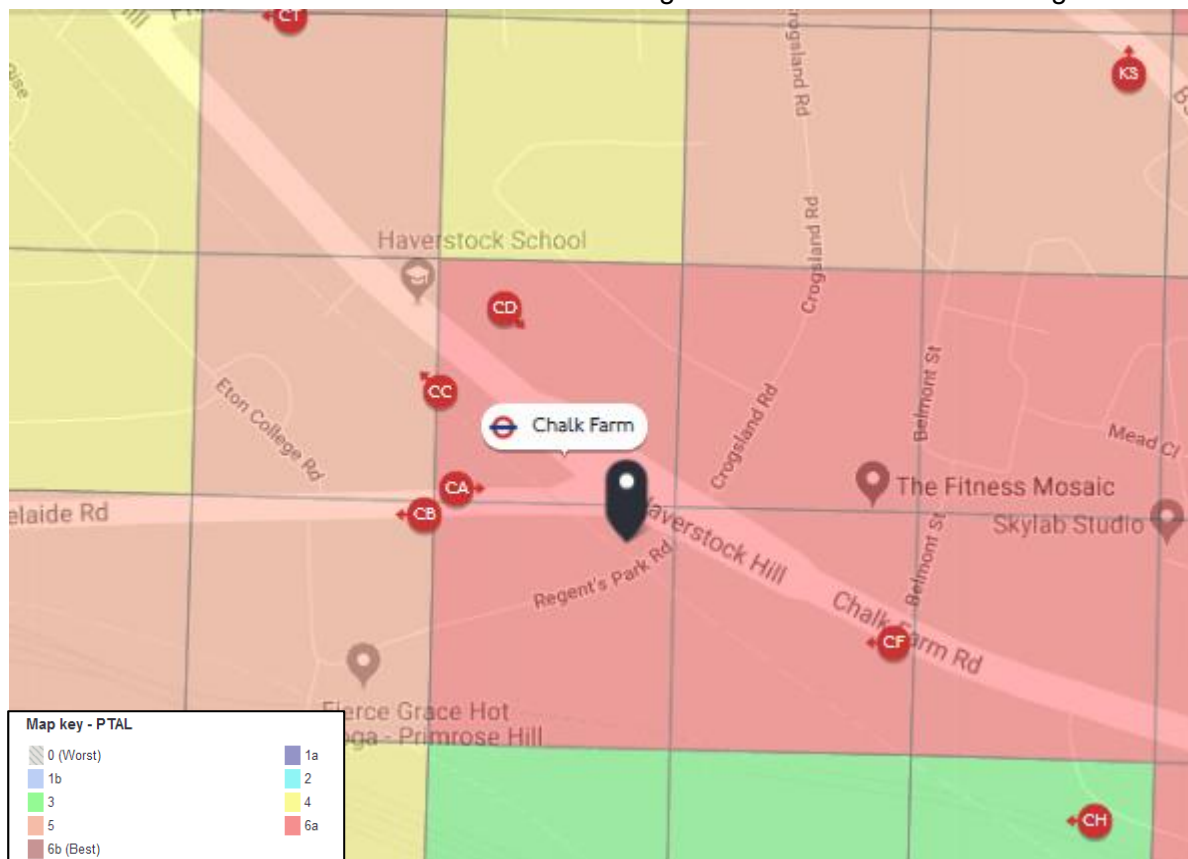 CT
Crogsland Rd
KS
Haverstock School
Crogsland Rd
CD
CC
Chalk Farm
Eton College Rd
Crogsland Rd
Belmont St
Mead Cl
CA
The Fitness Mosaic
elaide Rd
CB
Haverstock Hill
Skylab Studio
Regent's Park Rd
Belmont St
Chalk Farm Rd
CF
Fierce Grace Hot
oga - Primrose Hill
CH
Map key - PTAL
0 (Worst)
1a
1b
2
3
4
5
6a
6b (Best)